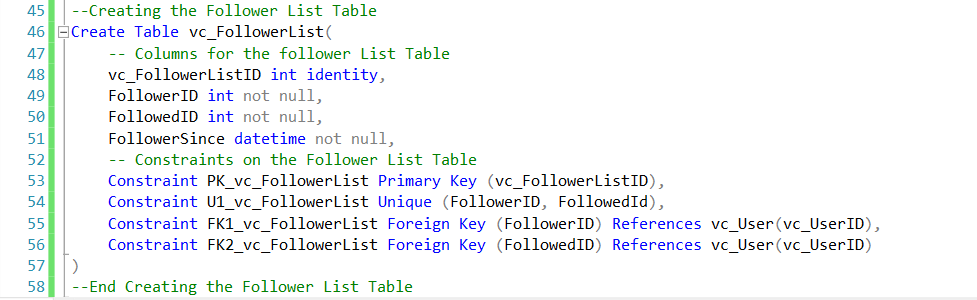 45 --Creating the Follower List Table
46 Create Table vc_FollowerList(
47 -- Columns for the follower List Table
48 vc_FollowerListID int identity,
49 FollowerID int not null,
50 FollowedID int not null,
51 FollowerSince datetime not null,
52 -- Constraints on the Follower List Table
53 Constraint PK_vc_FollowerList Primary Key (vc_FollowerListID),
54 Constraint U1_vc_FollowerList Unique (FollowerID, FollowedId),
55 Constraint FK1_vc_FollowerList Foreign Key (FollowerID) References vc_User(vc_UserID),
56 Constraint FK2_vc_FollowerList Foreign Key (FollowedID) References vc_User(vc_UserID)
57 )
58 --End Creating the Follower List Table